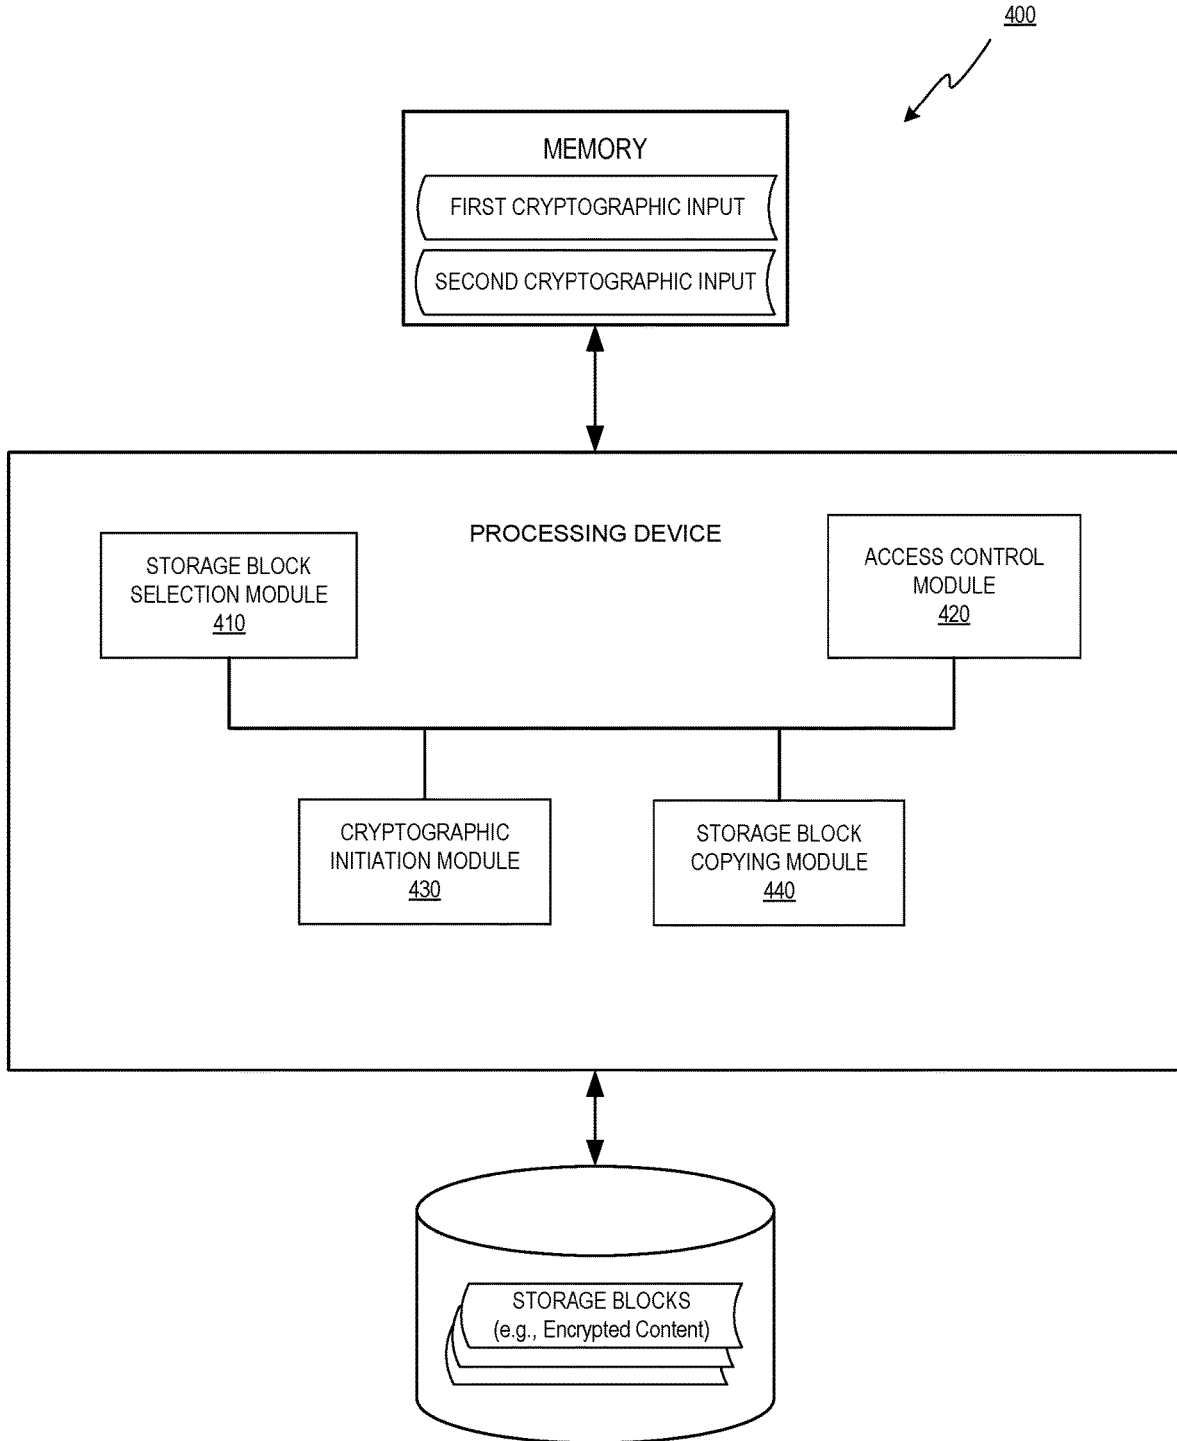 400
MEMORY
FIRST CRYPTOGRAPHIC INPUT
SECOND CRYPTOGRAPHIC INPUT
PROCESSING DEVICE
STORAGE BLOCK
SELECTION MODULE
410
ACCESS CONTROL
MODULE
420
CRYPTOGRAPHIC
INITIATION MODULE
430
STORAGE BLOCK
COPYING MODULE
440
STORAGE BLOCKS
(e.g., Encrypted Content)